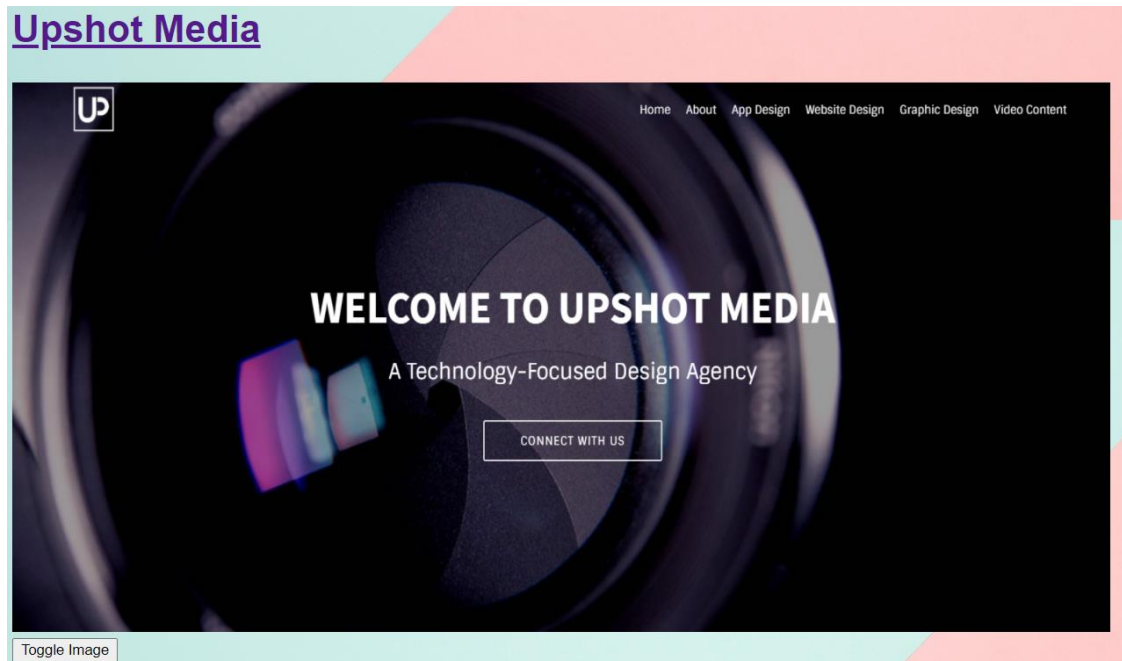 Upshot Media
UP
Home About App Design Website Design Graphic Design Video Content
WELCOME TO UPSHOT MEDIA
A Technology-Focused Design Agency
CONNECT WITH US
Toggle Image